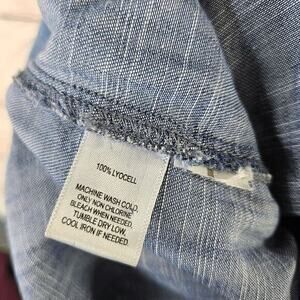 100% LYOCELL
MACHINE WASH COLD,
ONLY NON CHLORINE
BLEACH WHEN NEEDED.
TUMBLE DRY LOW.
COOL IRON IF NEEDED.